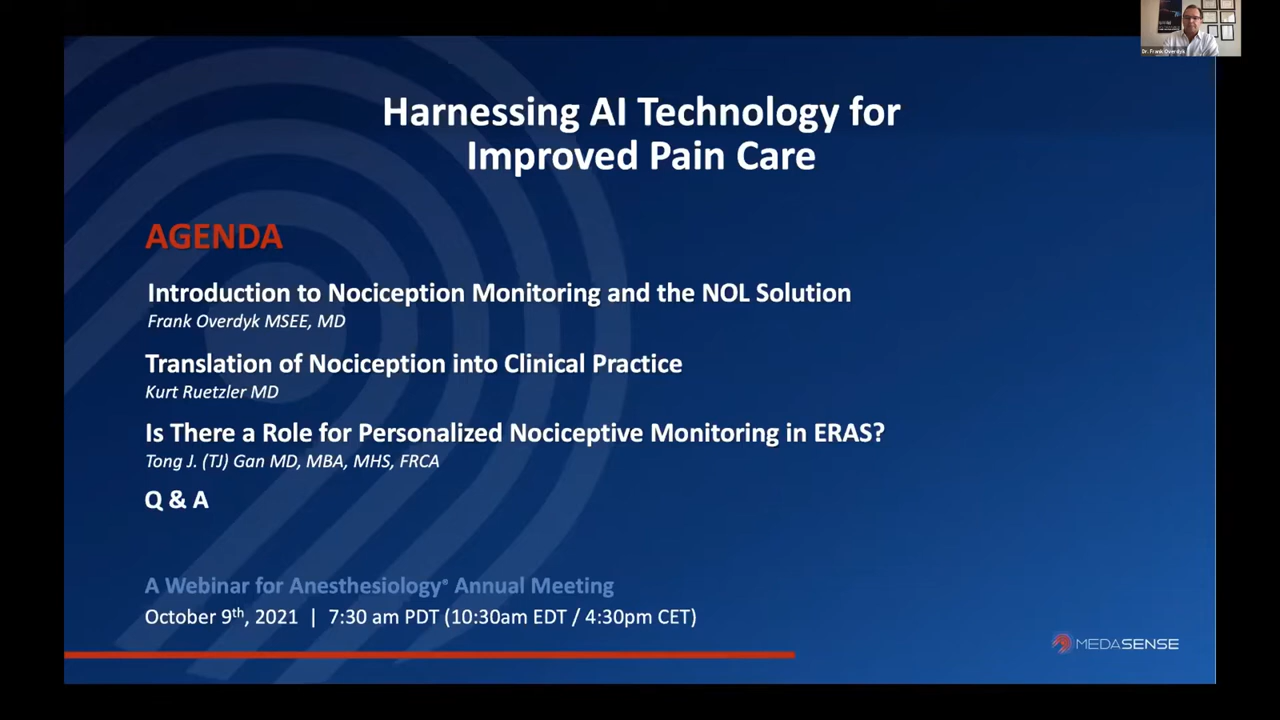 Dr. Frank Overdyk
Harnessing AI Technology for
Improved Pain Care
AGENDA
Introduction to Nociception Monitoring and the NOL Solution
Frank Overdyk MSEE, MD
Translation of Nociception into Clinical Practice
Kurt Ruetzler MD
Is There a Role for Personalized Nociceptive Monitoring in ERAS?
Tong J. (TJ) Gan MD, MBA, MHS, FRCA
Q & A
A Webinar for Anesthesiology® Annual Meeting
October 9th, 2021 | 7:30 am PDT (10:30am EDT / 4:30pm CET)
MEDASENSE